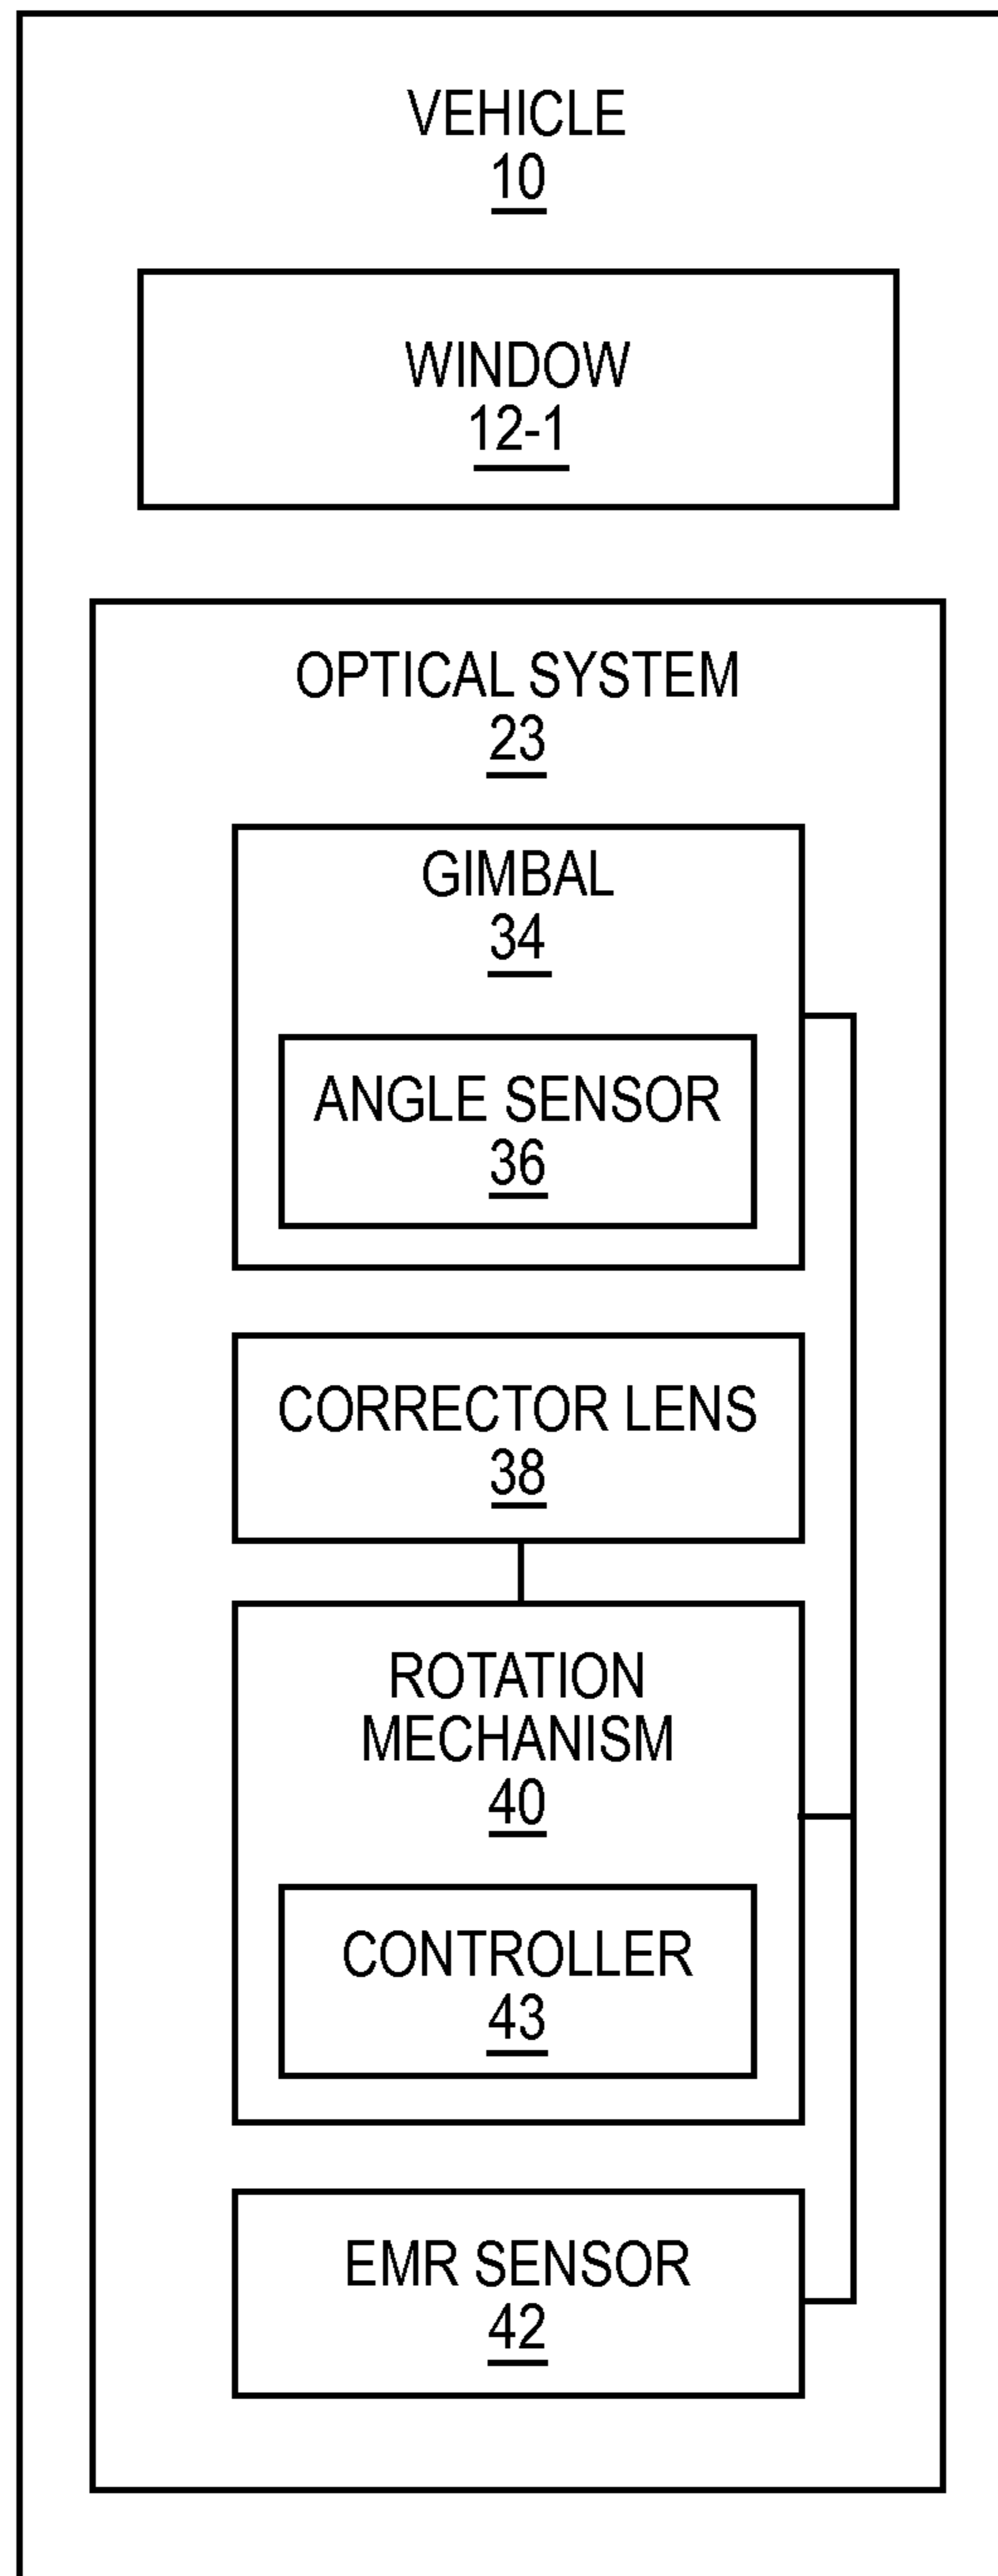 VEHICLE
10
WINDOW
12-1
OPTICAL SYSTEM
23
GIMBAL
34
ANGLE SENSOR
36
CORRECTOR LENS
38
ROTATION
MECHANISM
40
CONTROLLER
43
EMR SENSOR
42